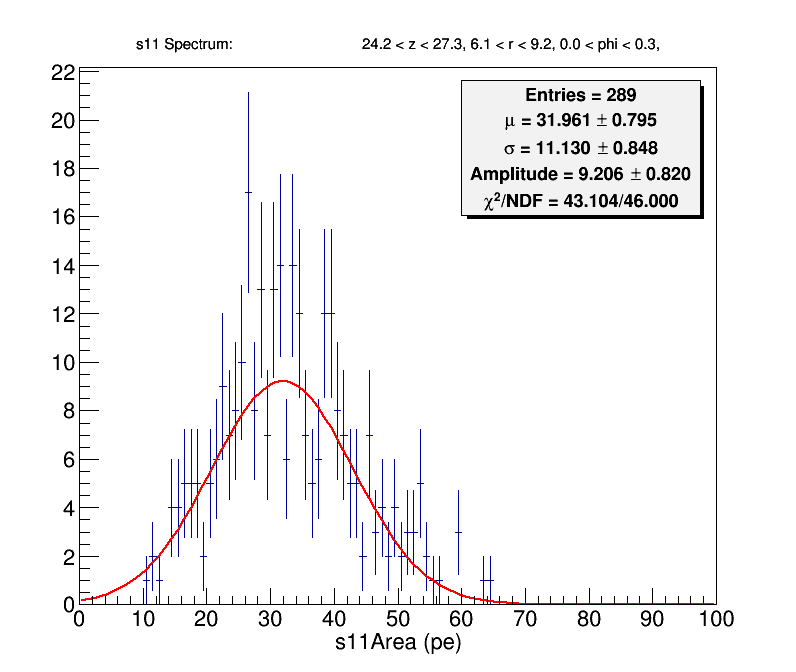 s11 Spectrum: 24.2 < z < 27.3, 6.1 < r < 9.2, 0.0 < phi < 0.3,
Entries = 289
μ = 31.961 ± 0.795
σ = 11.130 ± 0.848
Amplitude = 9.206 ± 0.820
χ²/NDF = 43.104/46.000
22
20
18
16
14
12
10
8
6
4
2
0
0 10 20 30 40 50 60 70 80 90 100
s11Area (pe)